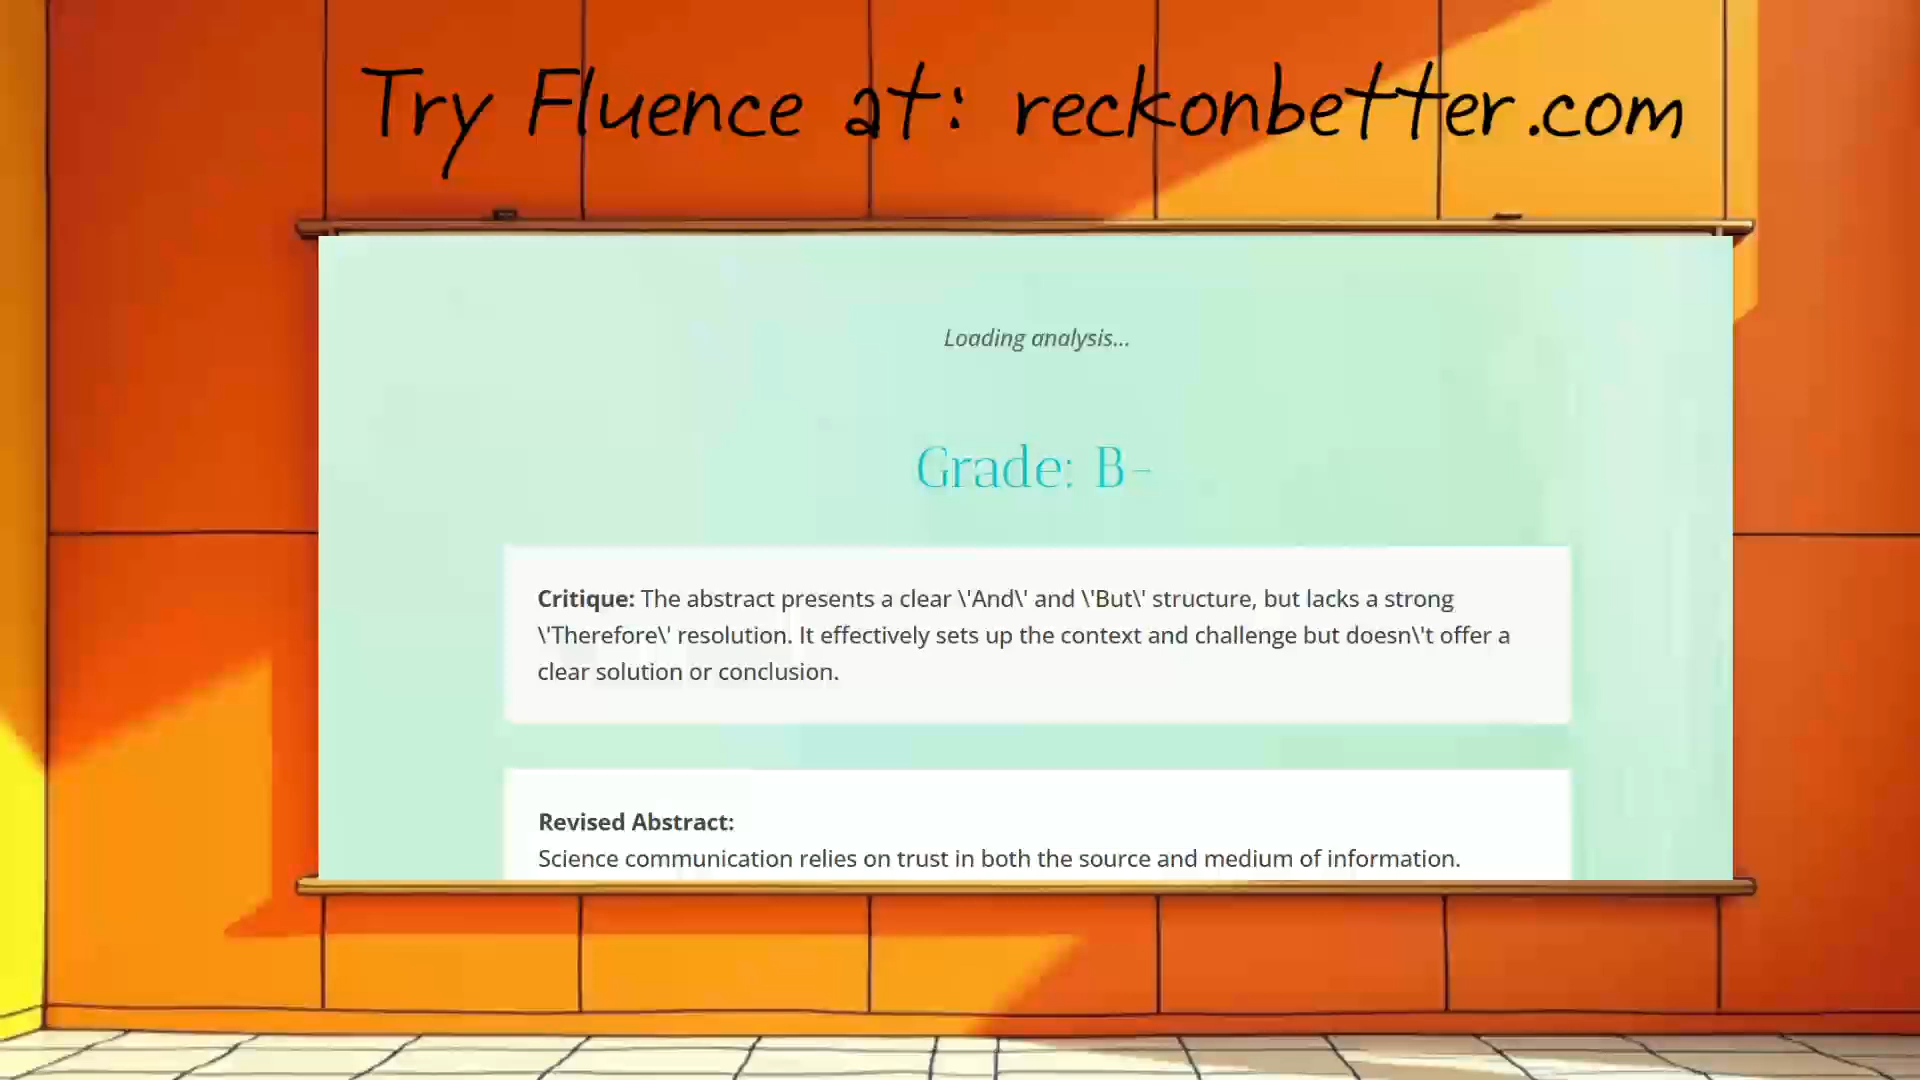 Try Fluence at: reckonbetter.com
Loading analysis...
Grade: B-
Critique: The abstract presents a clear \'And\' and \'But\' structure, but lacks a strong
\'Therefore\' resolution. It effectively sets up the context and challenge but doesn\'t offer a
clear solution or conclusion.
Revised Abstract:
Science communication relies on trust in both the source and medium of information.